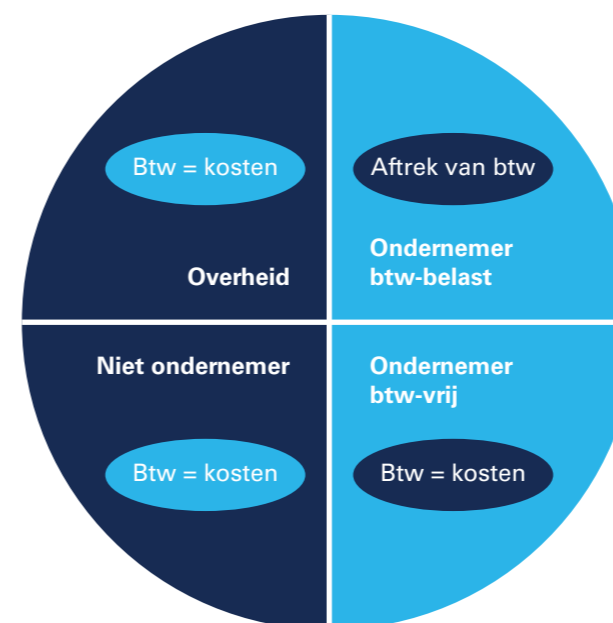 Btw = kosten
Aftrek van btw
Overheid
Ondernemer
btw-belast
Niet ondernemer
Ondernemer
btw-vrij
Btw = kosten
Btw = kosten